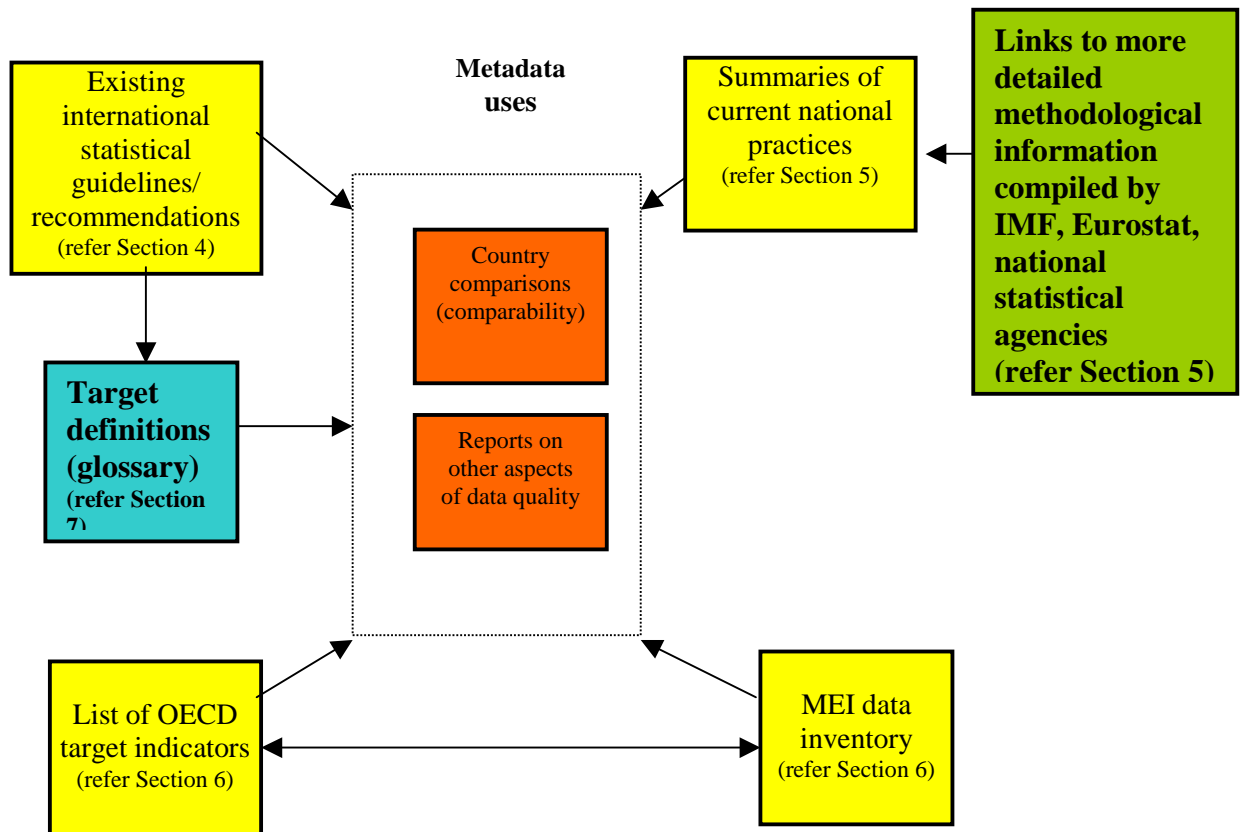 Existing
international
statistical
guidelines/
recommendations
(refer Section 4)
Metadata
uses
Summaries of
current national
practices
(refer Section 5)
Links to more
detailed
methodological
information
compiled by
IMF, Eurostat,
national
statistical
agencies
(refer Section 5)
Country
comparisons
(comparability)
Target
definitions
(glossary)
(refer Section
7)
Reports on
other aspects
of data quality
List of OECD
target indicators
(refer Section 6)
MEI data
inventory
(refer Section 6)